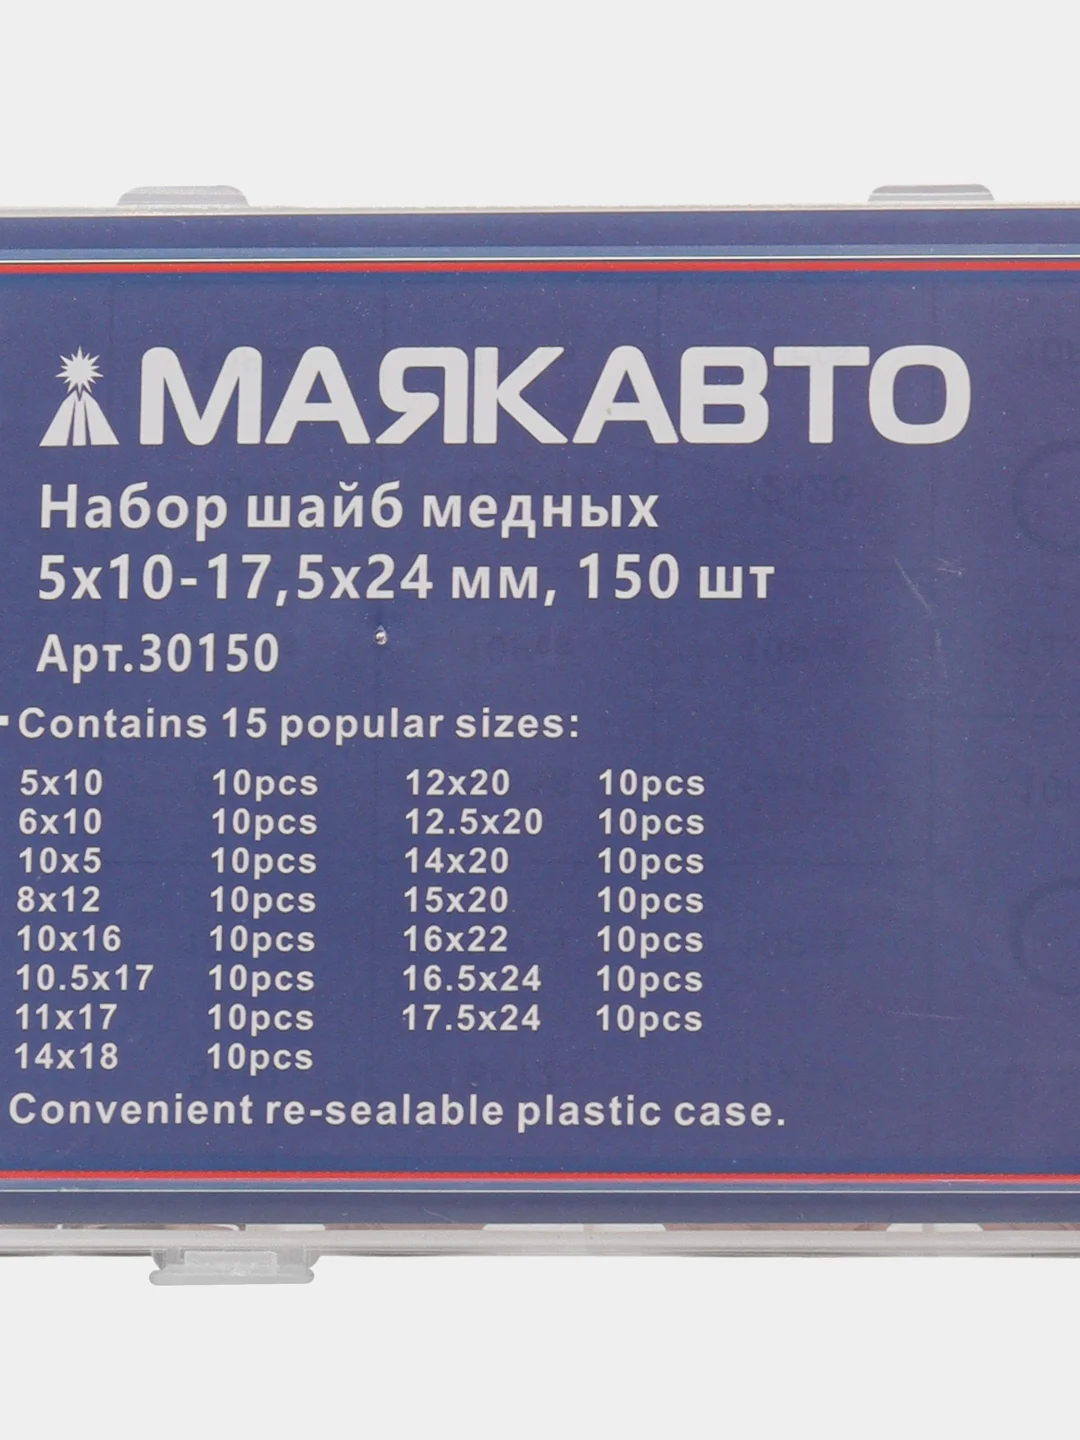 МАЯКАВТО
Набор шайб медных
5х10-17,5х24 мм, 150 шт
Арт.30150
Contains 15 popular sizes:
5x10 10pcs 12x20 10pcs
6x10 10pcs 12.5x20 10pcs
10x5 10pcs 14x20 10pcs
8x12 10pcs 15x20 10pcs
10x16 10pcs 16x22 10pcs
10.5x17 10pcs 16.5x24 10pcs
11x17 10pcs 17.5x24 10pcs
14x18 10pcs
Convenient re-sealable plastic case.